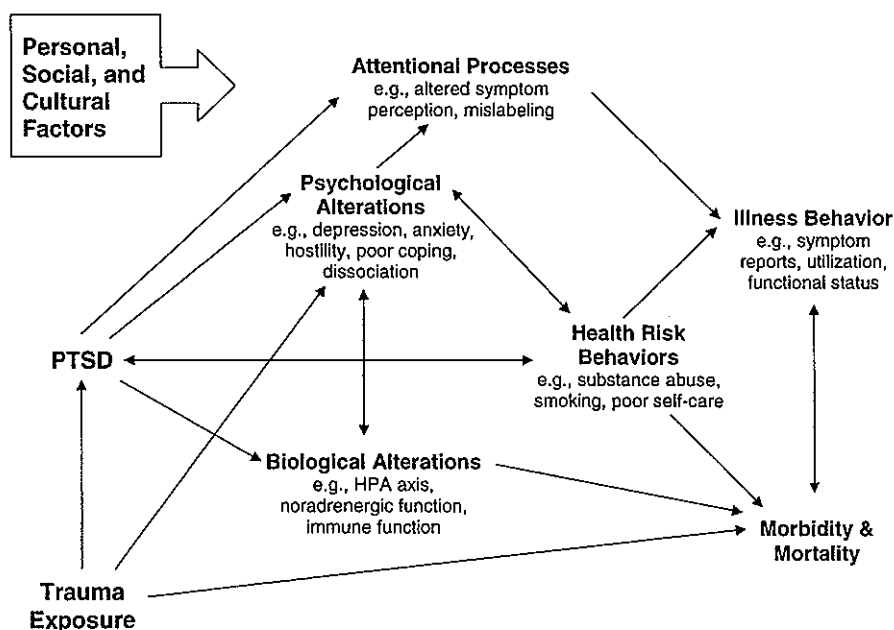 Personal,
Social, and
Cultural
Factors
Attentional Processes
e.g., altered symptom
perception, mislabeling
Psychological
Alterations
e.g., depression, anxiety,
hostility, poor coping,
dissociation
Illness Behavior
e.g., symptom
reports, utilization,
functional status
PTSD
Health Risk
Behaviors
e.g., substance abuse,
smoking, poor self-care
Biological Alterations
e.g., HPA axis,
noradrenergic function,
immune function
Morbidity &
Mortality
Trauma
Exposure